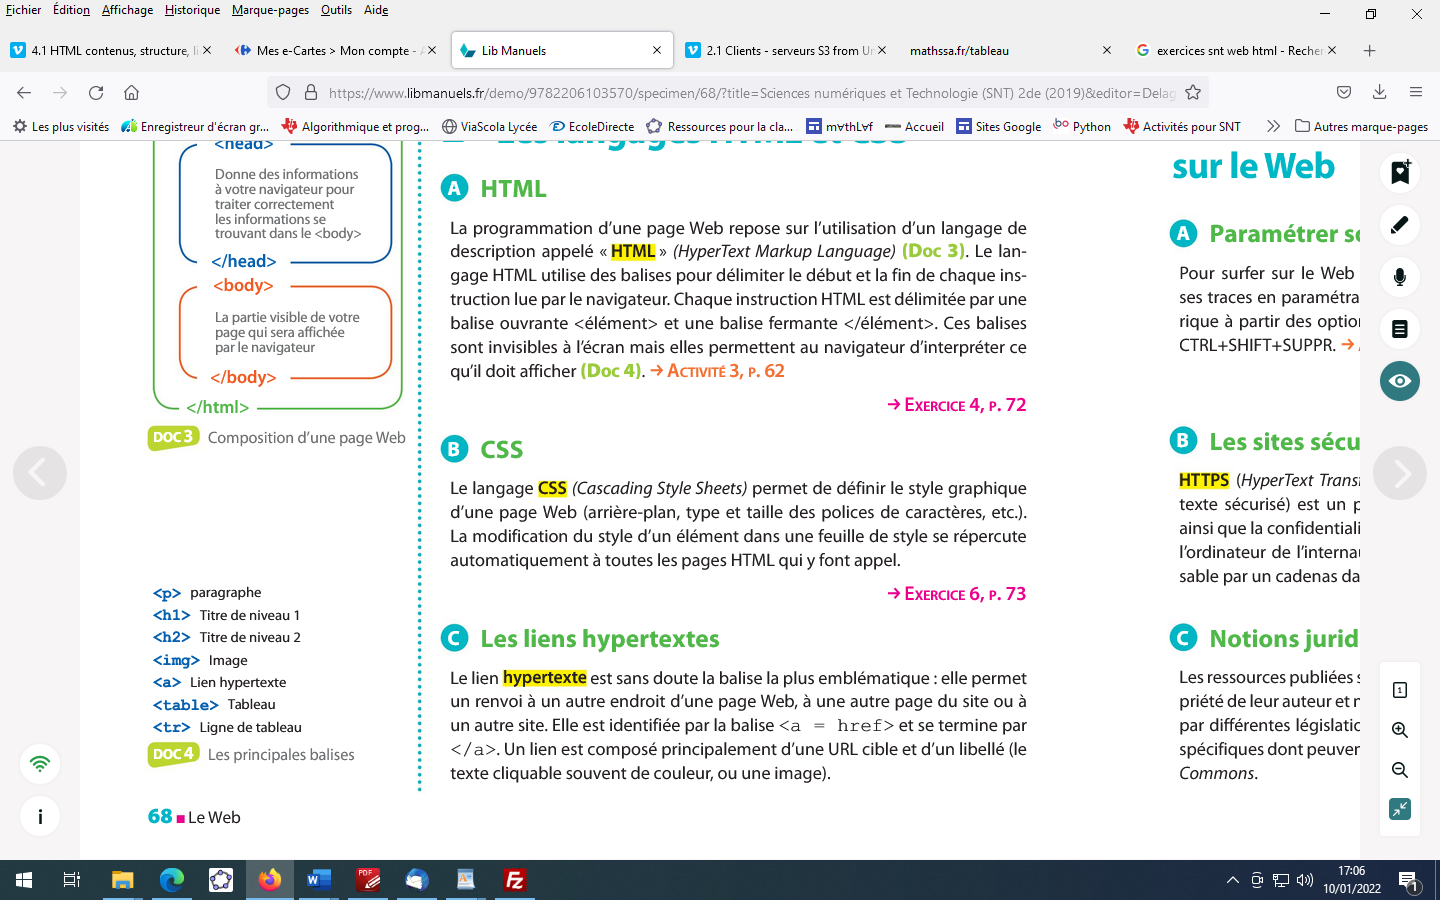 Fichier Édition Affichage Historique Marque-pages Outils Aide
4.1 HTML contenus, structure, li
Mes e-Cartes > Mon compte -
Lib Manuels
2.1 Clients - serveurs S3 from Un
mathssa.fr/tableau
exercices snt web html - Recher
https://www.libmanuels.fr/demo/9782206103570/specimen/68/?title=Sciences numériques et Technologie (SNT) 2de (2019)&editor=Delag
Les plus visités Enregistreur d'écran gr... Algorithmique et prog... ViaScola Lycée EcoleDirecte Ressources pour la cla... m∀thL∀f Accueil Sites Google Python Activités pour SNT Autres marque-pages
<head>
Donne des informations
à votre navigateur pour
traiter correctement
les informations se
trouvant dans le <body>
</head>
<body>
La partie visible de votre
page qui sera affichée
par le navigateur
</body>
</html>
DOC 3 Composition d'une page Web
<p> paragraphe
<h1> Titre de niveau 1
<h2> Titre de niveau 2
<img> Image
<a> Lien hypertexte
<table> Tableau
<tr> Ligne de tableau
DOC 4 Les principales balises
68 ■ Le Web
Les langages HTML et CSS
A HTML
La programmation d'une page Web repose sur l'utilisation d'un langage de
description appelé « HTML » (HyperText Markup Language) (Doc 3). Le lan-
gage HTML utilise des balises pour délimiter le début et la fin de chaque ins-
truction lue par le navigateur. Chaque instruction HTML est délimitée par une
balise ouvrante <élément> et une balise fermante </élément>. Ces balises
sont invisibles à l'écran mais elles permettent au navigateur d'interpréter ce
qu'il doit afficher (Doc 4). → ACTIVITÉ 3, P. 62
→ EXERCICE 4, P. 72
B CSS
Le langage CSS (Cascading Style Sheets) permet de définir le style graphique
d'une page Web (arrière-plan, type et taille des polices de caractères, etc.).
La modification du style d'un élément dans une feuille de style se répercute
automatiquement à toutes les pages HTML qui y font appel.
→ EXERCICE 6, P. 73
C Les liens hypertextes
Le lien hypertexte est sans doute la balise la plus emblématique : elle permet
un renvoi à un autre endroit d'une page Web, à une autre page du site ou à
un autre site. Elle est identifiée par la balise <a = href> et se termine par
</a>. Un lien est composé principalement d'une URL cible et d'un libellé (le
texte cliquable souvent de couleur, ou une image).
sur le Web
A Paramétrer so
Pour surfer sur le Web
ses traces en paramétra
rique à partir des option
CTRL+SHIFT+SUPPR. →
B Les sites sécu
HTTPS (HyperText Transf
texte sécurisé) est un p
ainsi que la confidentiali
l'ordinateur de l'internau
sable par un cadenas da
C Notions jurid
Les ressources publiées s
priété de leur auteur et n
par différentes législatio
spécifiques dont peuven
Commons.
1
17:06
10/01/2022
1